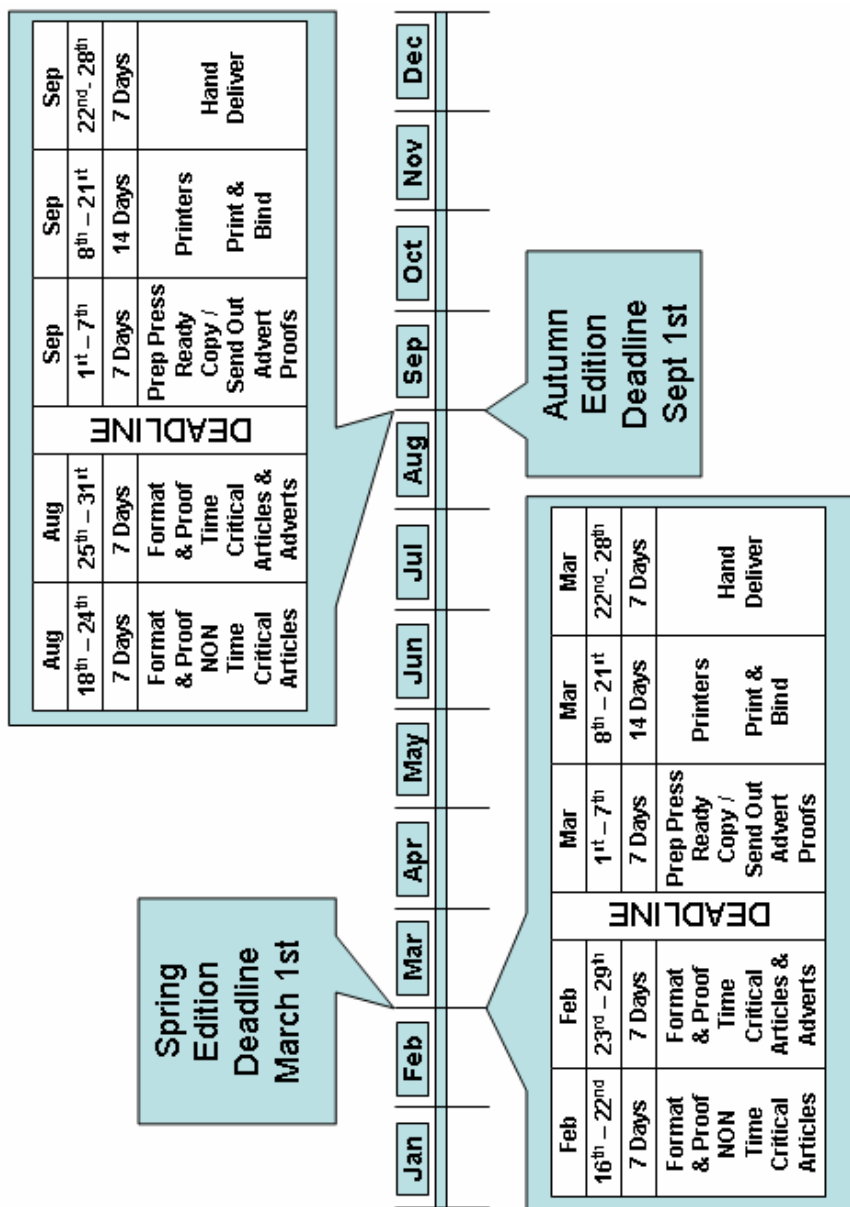 Aug
Aug
DEADLINE
Sep
Sep
Sep
18th – 24th
25th – 31st
1st – 7th
8th – 21st
22nd- 28th
7 Days
7 Days
7 Days
14 Days
7 Days
Format
& Proof
NON
Time
Critical
Articles
Format
& Proof
Time
Critical
Articles &
Adverts
Prep Press
Ready
Copy /
Send Out
Advert
Proofs
Printers
Print &
Bind
Hand
Deliver
Spring
Edition
Deadline
March 1st
Jan
Feb
Mar
Apr
May
Jun
Jul
Aug
Sep
Oct
Nov
Dec
Autumn
Edition
Deadline
Sept 1st
Feb
Feb
DEADLINE
Mar
Mar
Mar
16th – 22nd
23rd – 29th
1st – 7th
8th – 21st
22nd- 28th
7 Days
7 Days
7 Days
14 Days
7 Days
Format
& Proof
NON
Time
Critical
Articles
Format
& Proof
Time
Critical
Articles &
Adverts
Prep Press
Ready
Copy /
Send Out
Advert
Proofs
Printers
Print &
Bind
Hand
Deliver